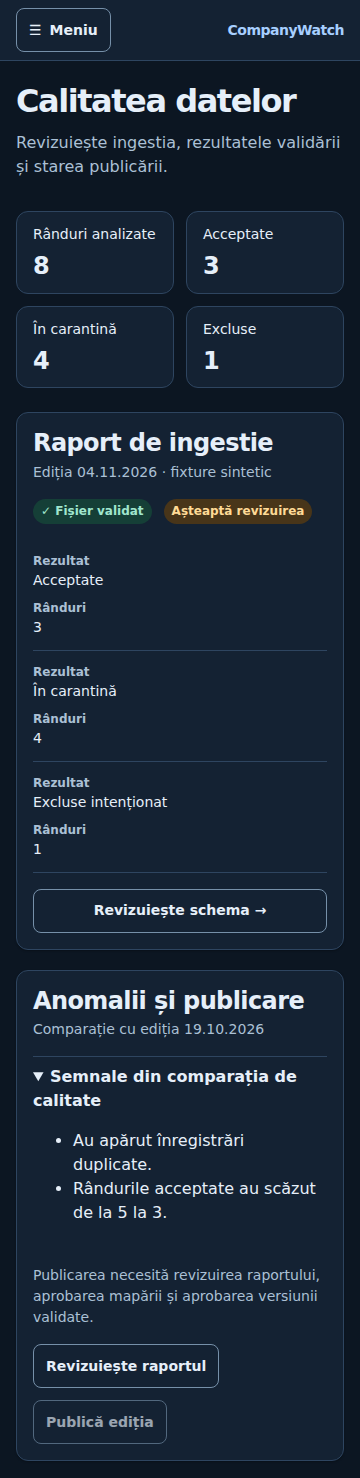 ☰ Meniu
CompanyWatch
Calitatea datelor
Revizuiește ingestia, rezultatele validării
și starea publicării.
Rânduri analizate
8
Acceptate
3
În carantină
4
Excluse
1
Raport de ingestie
Ediția 04.11.2026 · fixture sintetic
✓ Fișier validat
Așteaptă revizuirea
Rezultat
Acceptate
Rânduri
3
Rezultat
În carantină
Rânduri
4
Rezultat
Excluse intenționat
Rânduri
1
Revizuiește schema →
Anomalii și publicare
Comparație cu ediția 19.10.2026
▼ Semnale din comparația de
calitate
• Au apărut înregistrări
duplicate.
• Rândurile acceptate au scăzut
de la 5 la 3.
Publicarea necesită revizuirea raportului,
aprobarea mapării și aprobarea versiunii
validate.
Revizuiește raportul
Publică ediția